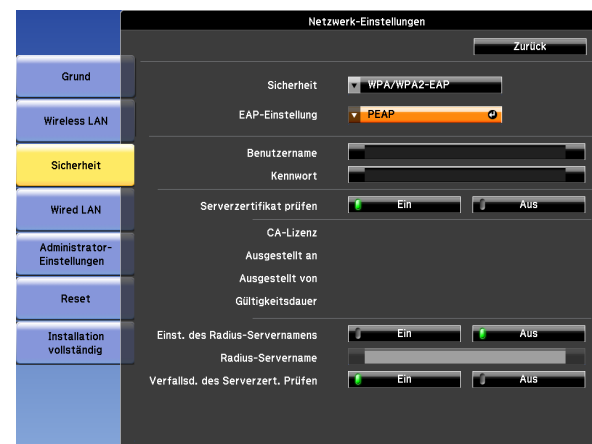 Netzwerk-Einstellungen
Zurück
Grund
Wireless LAN
Sicherheit
Wired LAN
Administrator-
Einstellungen
Reset
Installation
vollständig
Sicherheit WPA/WPA2-EAP
EAP-Einstellung PEAP
Benutzername
Kennwort
Serverzertifikat prüfen Ein Aus
CA-Lizenz
Ausgestellt an
Ausgestellt von
Gültigkeitsdauer
Einst. des Radius-Servernamens Ein Aus
Radius-Servername
Verfallsd. des Serverzert. Prüfen Ein Aus